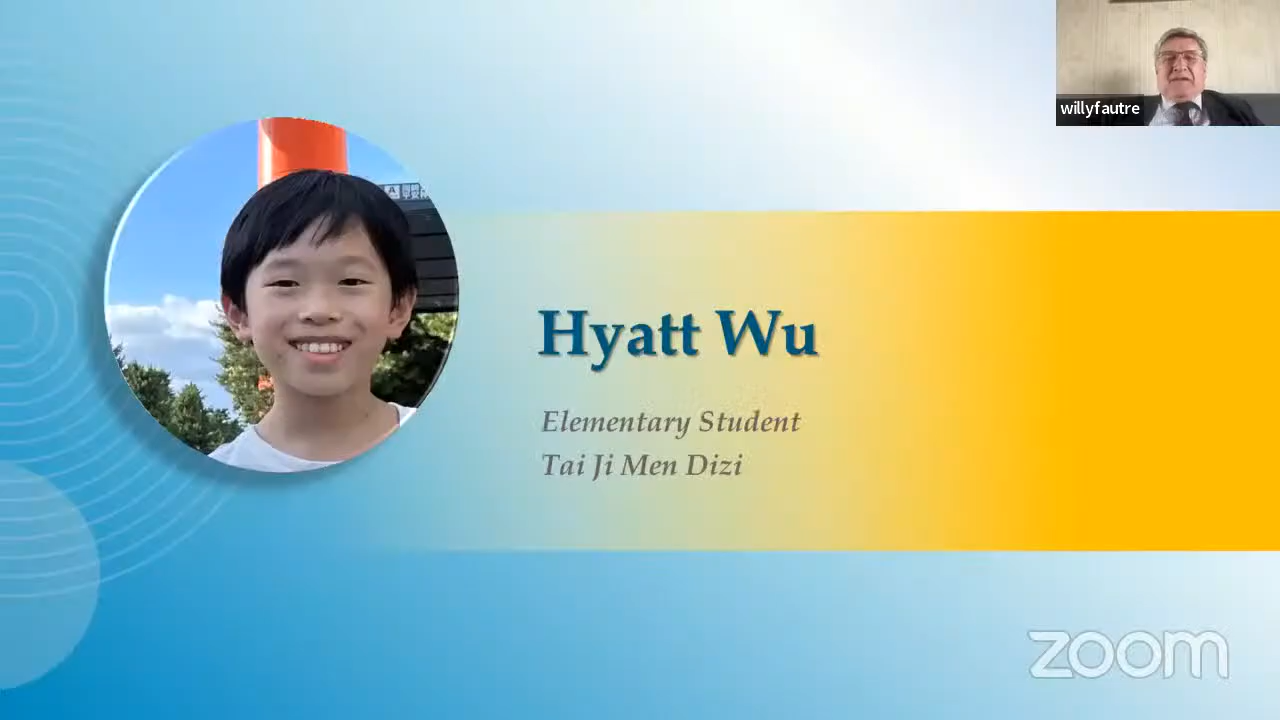 willyfautre
Hyatt Wu
Elementary Student
Tai Ji Men Dizi
zoom